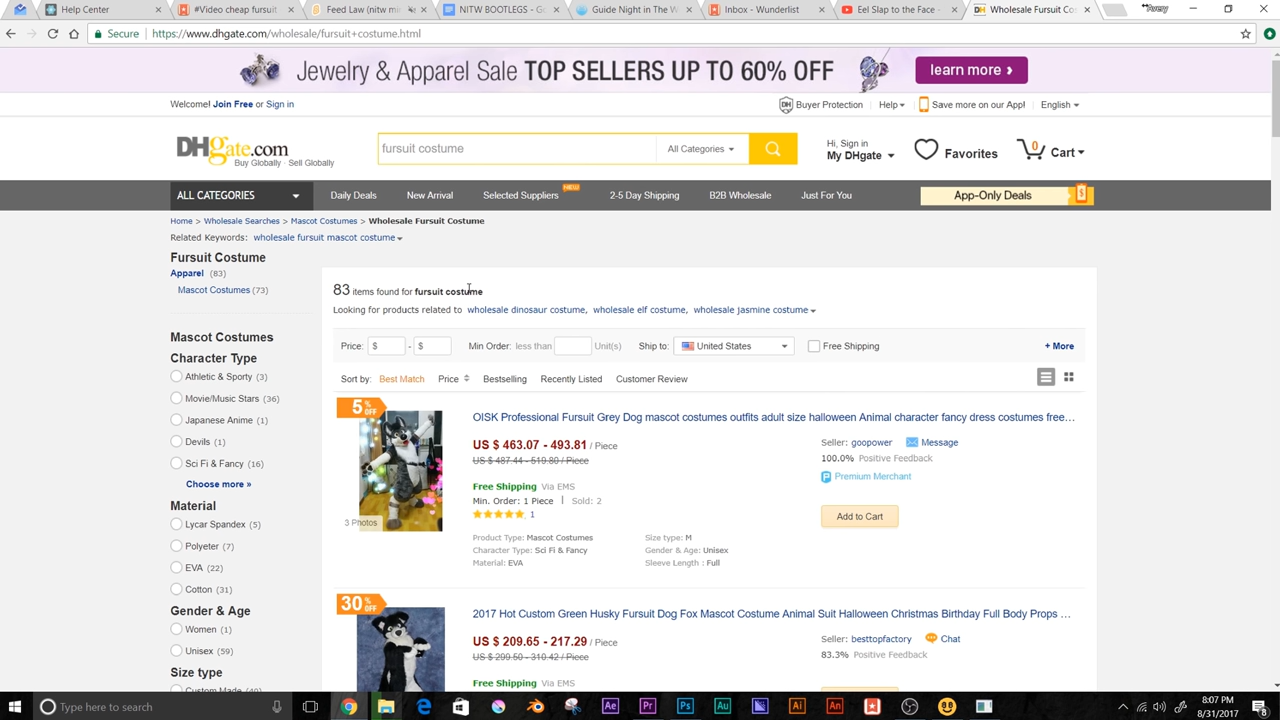 Help Center
#Video cheap fursuit
Feed Law (nitw mi
NITW BOOTLEGS - Go
Guide Night in The W
Inbox - Wunderlist
Eel Slap to the Face -
Wholesale Fursuit Co
Avery
Secure https://www.dhgate.com/wholesale/fursuit+costume.html
Jewelry & Apparel Sale TOP SELLERS UP TO 60% OFF learn more ›
Welcome! Join Free or Sign in
DH Buyer Protection Help Save more on our App! English
DHgate.com
Buy Globally · Sell Globally
fursuit costume All Categories
Hi, Sign in
My DHgate
Favorites
0
Cart
ALL CATEGORIES Daily Deals New Arrival Selected Suppliers NEW 2-5 Day Shipping B2B Wholesale Just For You App-Only Deals $
Home > Wholesale Searches > Mascot Costumes > Wholesale Fursuit Costume
Related Keywords: wholesale fursuit mascot costume
Fursuit Costume
Apparel (83)
Mascot Costumes (73)
Mascot Costumes
Character Type
Athletic & Sporty (3)
Movie/Music Stars (36)
Japanese Anime (1)
Devils (1)
Sci Fi & Fancy (16)
Choose more »
Material
Lycar Spandex (5)
Polyeter (7)
EVA (22)
Cotton (31)
Gender & Age
Women (1)
Unisex (59)
Size type
Custom Made (40)
83 items found for fursuit costume
Looking for products related to wholesale dinosaur costume, wholesale elf costume, wholesale jasmine costume
Price: $ - $ Min Order: less than Unit(s) Ship to: United States Free Shipping + More
Sort by: Best Match Price Bestselling Recently Listed Customer Review
5 % OFF
3 Photos
OISK Professional Fursuit Grey Dog mascot costumes outfits adult size halloween Animal character fancy dress costumes free...
US $ 463.07 - 493.81 / Piece
US $ 487.44 - 519.80 / Piece
Free Shipping Via EMS
Min. Order: 1 Piece | Sold: 2
1
Product Type: Mascot Costumes Size type: M
Character Type: Sci Fi & Fancy Gender & Age: Unisex
Material: EVA Sleeve Length : Full
Seller: goopower Message
100.0% Positive Feedback
P Premium Merchant
Add to Cart
30 % OFF
2017 Hot Custom Green Husky Fursuit Dog Fox Mascot Costume Animal Suit Halloween Christmas Birthday Full Body Props ...
US $ 209.65 - 217.29 / Piece
US $ 299.50 - 310.42 / Piece
Free Shipping Via EMS
Seller: besttopfactory Chat
83.3% Positive Feedback
Type here to search
Ae Pr Ps Au Ai An
8:07 PM
8/31/2017